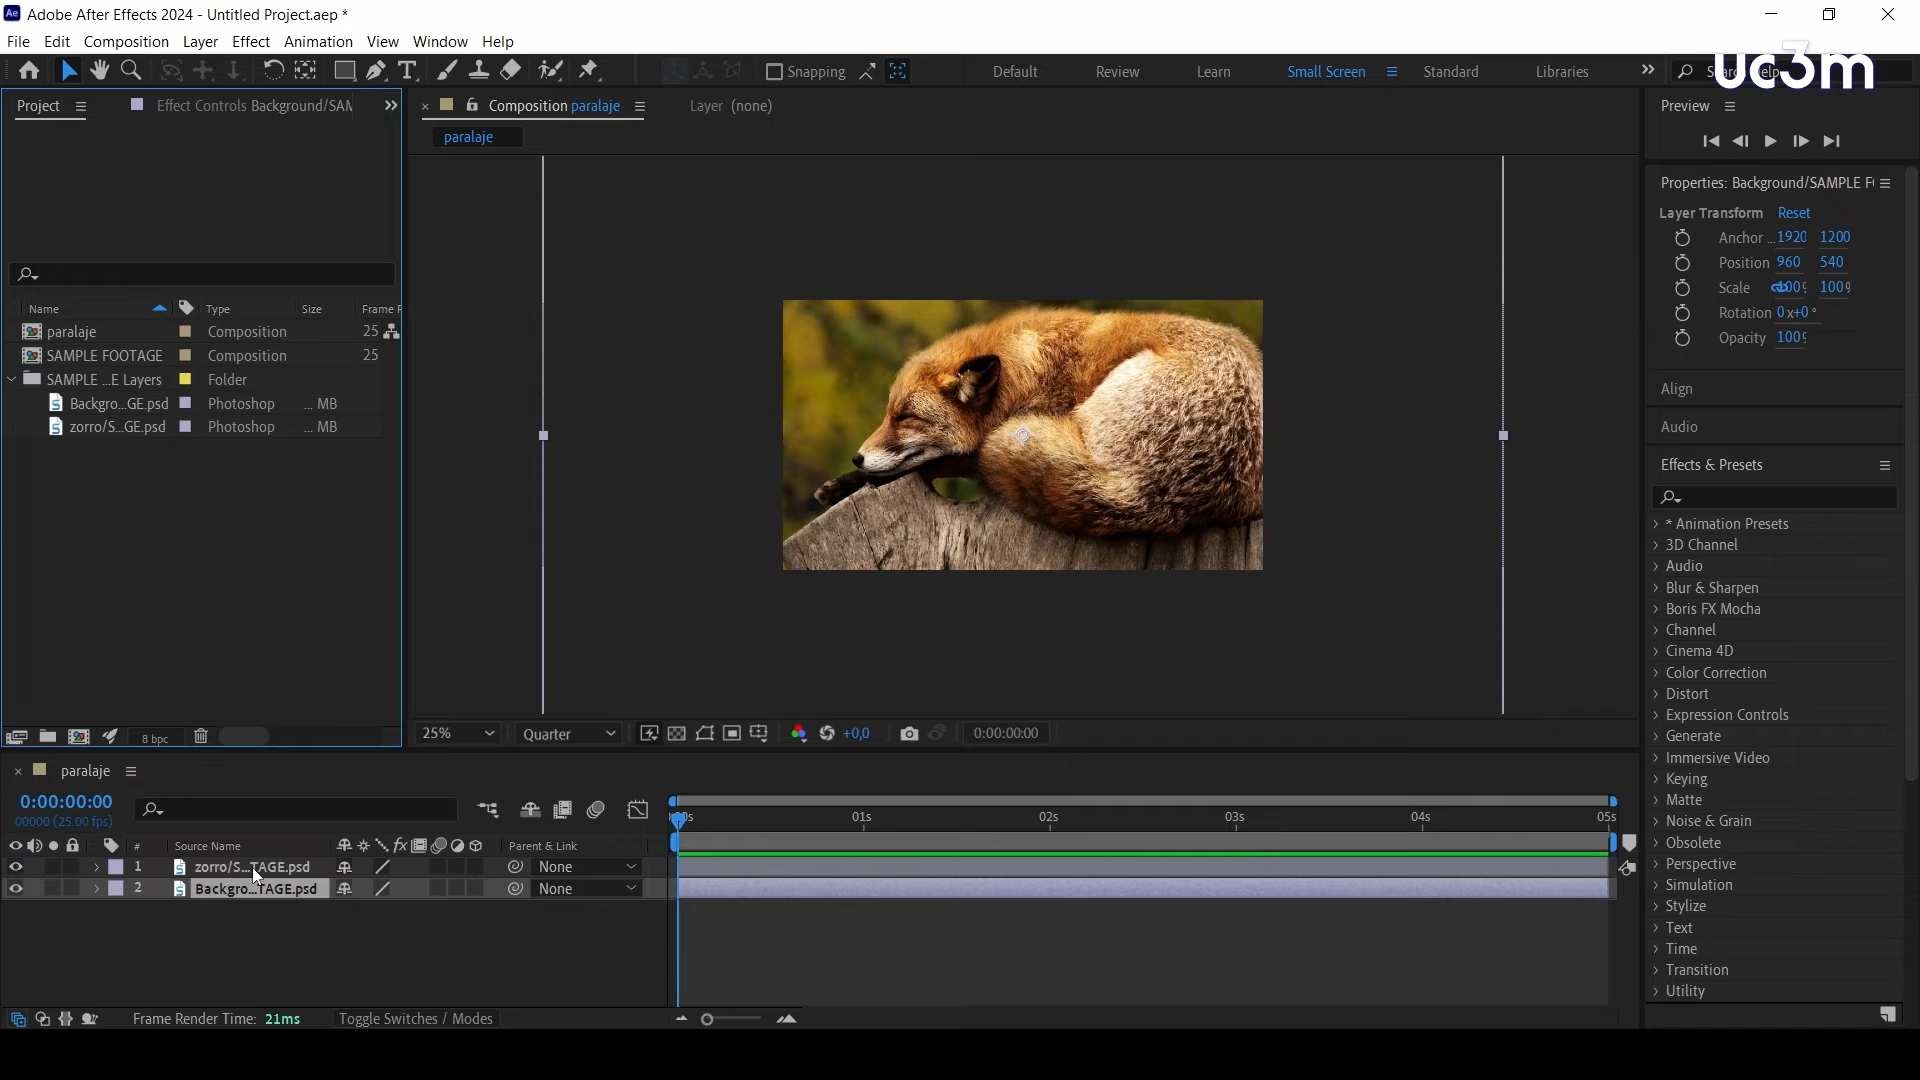 Adobe After Effects 2024 - Untitled Project.aep *
File Edit Composition Layer Effect Animation View Window Help
Snapping Default Review Learn Small Screen Standard Libraries
uc3m
Project Effect Controls Background/SAM
Composition paralaje Layer (none)
paralaje
Preview
Properties: Background/SAMPLE F
Layer Transform Reset
Anchor ... 1920 1200
Position 960 540
Scale 100 100
Rotation 0x+0°
Opacity 100
Align
Audio
Effects & Presets
* Animation Presets
3D Channel
Audio
Blur & Sharpen
Boris FX Mocha
Channel
Cinema 4D
Color Correction
Distort
Expression Controls
Generate
Immersive Video
Keying
Matte
Noise & Grain
Obsolete
Perspective
Simulation
Stylize
Text
Time
Transition
Utility
Name Type Size Frame F
paralaje Composition 25
SAMPLE FOOTAGE Composition 25
SAMPLE ...E Layers Folder
Backgro...GE.psd Photoshop ... MB
zorro/S...GE.psd Photoshop ... MB
8 bpc
25% Quarter +0,0 0:00:00:00
paralaje
0:00:00:00
00000 (25.00 fps)
01s 02s 03s 04s 05s
# Source Name fx Parent & Link
1 zorro/S...TAGE.psd None
2 Backgro...TAGE.psd None
Frame Render Time: 21ms Toggle Switches / Modes